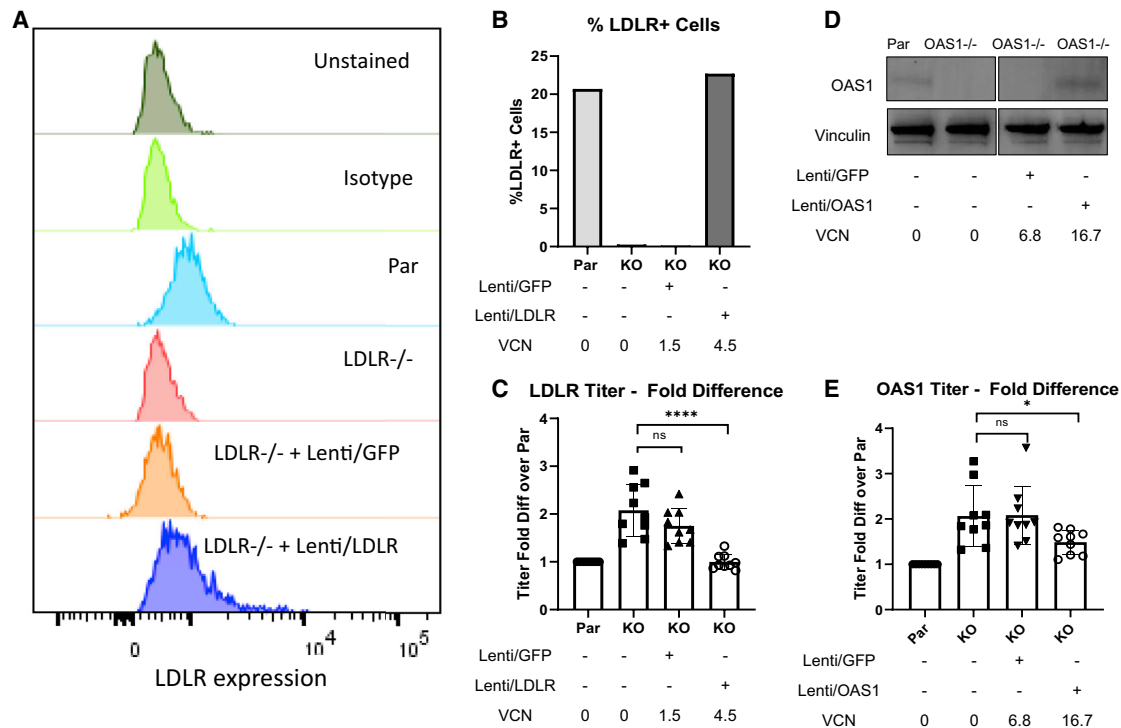 A
Unstained
Isotype
Par
LDLR-/-
LDLR-/- + Lenti/GFP
LDLR-/- + Lenti/LDLR
0 10^4 10^5
LDLR expression
B
% LDLR+ Cells
%LDLR+ Cells
25
20
15
10
5
0
Par KO KO KO
Lenti/GFP - - + -
Lenti/LDLR - - - +
VCN 0 0 1.5 4.5
C LDLR Titer - Fold Difference
Titer Fold Diff over Par
4
3
2
1
0
****
ns
Par KO KO KO
Lenti/GFP - - + -
Lenti/LDLR - - - +
VCN 0 0 1.5 4.5
D
Par OAS1-/- OAS1-/- OAS1-/-
OAS1
Vinculin
Lenti/GFP - - + -
Lenti/OAS1 - - - +
VCN 0 0 6.8 16.7
E OAS1 Titer - Fold Difference
Titer Fold Diff over Par
4
3
2
1
0
*
ns
Par KO KO KO
Lenti/GFP - - + -
Lenti/OAS1 - - - +
VCN 0 0 6.8 16.7